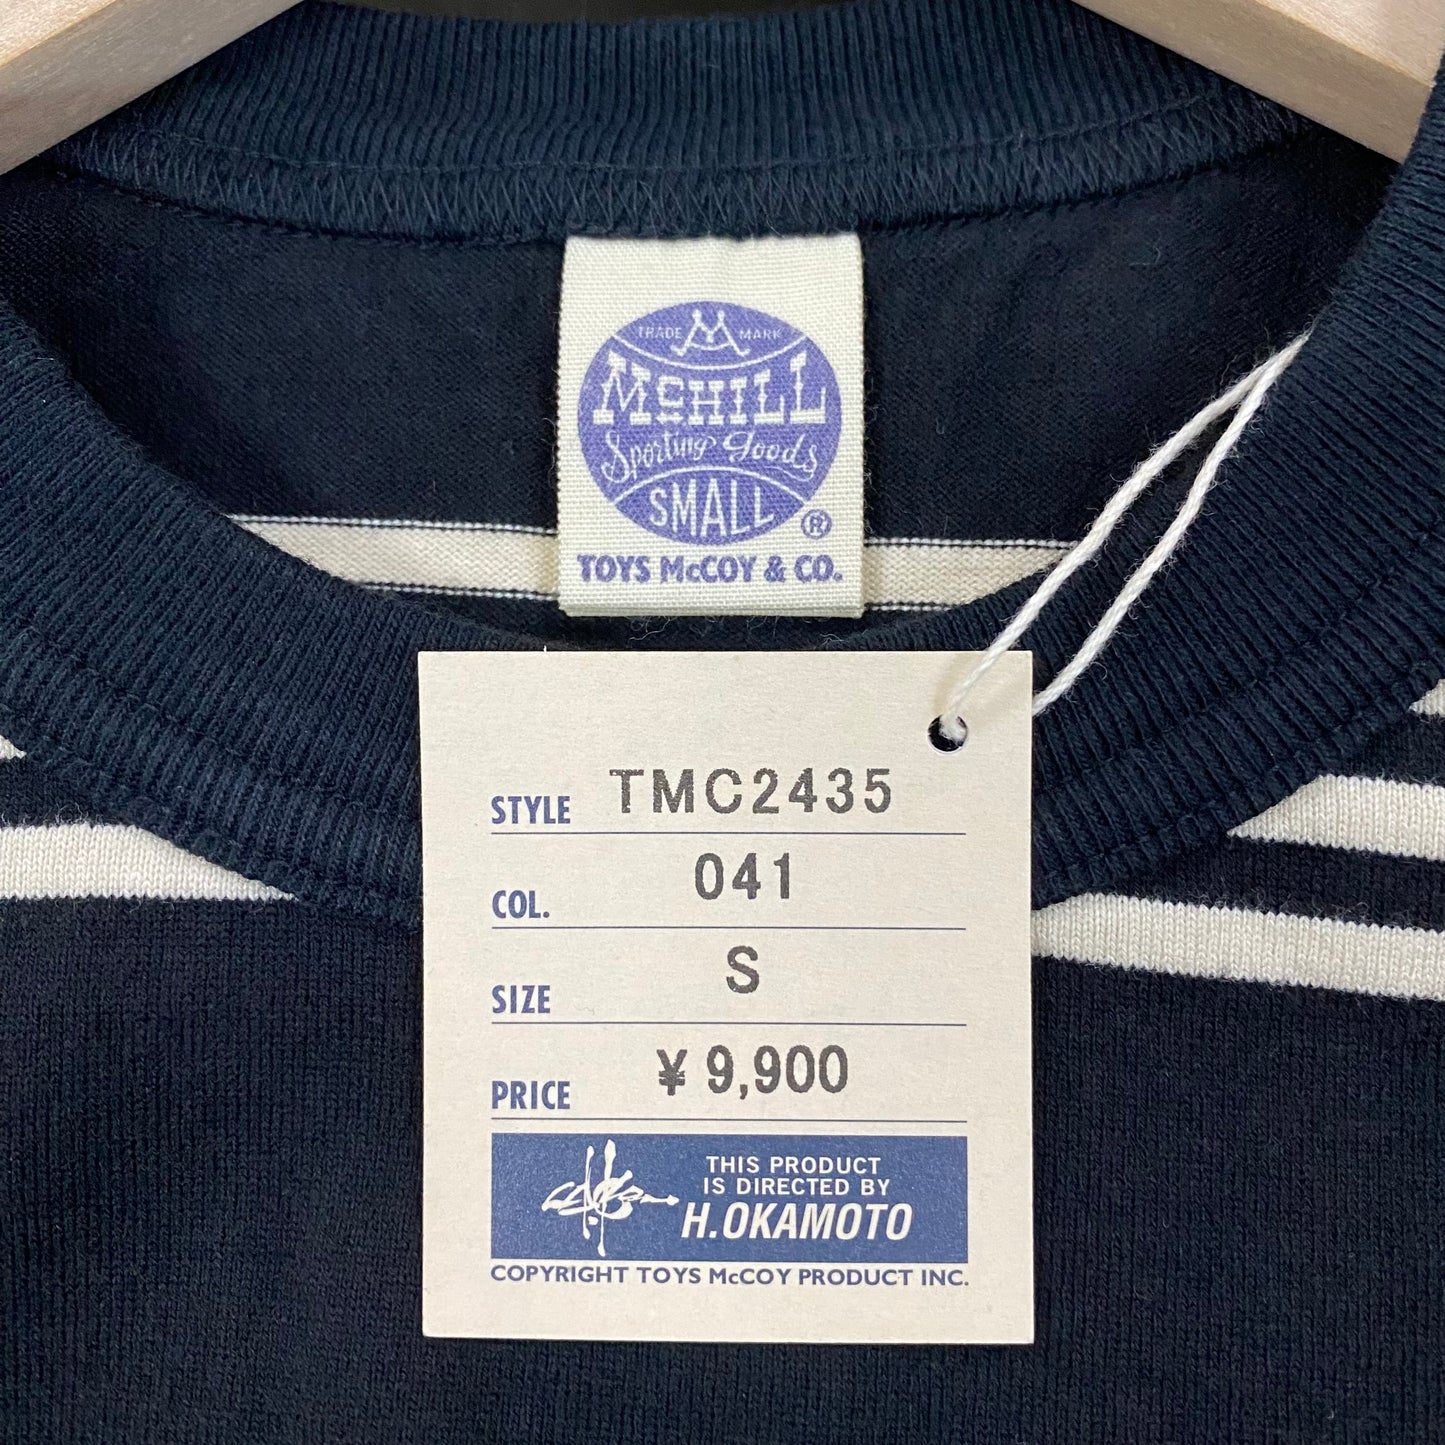 TRADE MARK
McHILL
Sporting Goods
SMALL ®
TOYS McCOY & CO.
STYLE TMC2435
COL. 041
SIZE S
PRICE ¥ 9,900
THIS PRODUCT
IS DIRECTED BY
H.OKAMOTO
COPYRIGHT TOYS McCOY PRODUCT INC.